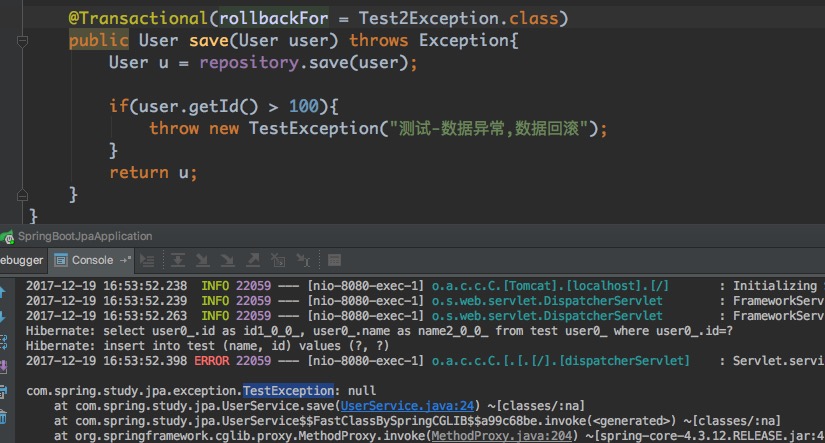 @Transactional(rollbackFor = Test2Exception.class)
public User save(User user) throws Exception{
User u = repository.save(user);
if(user.getId() > 100){
throw new TestException("测试-数据异常,数据回滚");
}
return u;
}
}
SpringBootJpaApplication
ebugger Console
2017-12-19 16:53:52.238 INFO 22059 --- [nio-8080-exec-1] o.a.c.c.C.[Tomcat].[localhost].[/] : Initializing S
2017-12-19 16:53:52.239 INFO 22059 --- [nio-8080-exec-1] o.s.web.servlet.DispatcherServlet : FrameworkServ
2017-12-19 16:53:52.263 INFO 22059 --- [nio-8080-exec-1] o.s.web.servlet.DispatcherServlet : FrameworkServ
Hibernate: select user0_.id as id1_0_0_, user0_.name as name2_0_0_ from test user0_ where user0_.id=?
Hibernate: insert into test (name, id) values (?, ?)
2017-12-19 16:53:52.398 ERROR 22059 --- [nio-8080-exec-1] o.a.c.c.C.[.[.[/].[dispatcherServlet] : Servlet.servi
com.spring.study.jpa.exception.TestException: null
at com.spring.study.jpa.UserService.save(UserService.java:24) ~[classes/:na]
at com.spring.study.jpa.UserService$$FastClassBySpringCGLIB$$a99c68be.invoke(<generated>) ~[classes/:na]
at org.springframework.cglib.proxy.MethodProxy.invoke(MethodProxy.java:204) ~[spring-core-4.3.12.RELEASE.jar:4